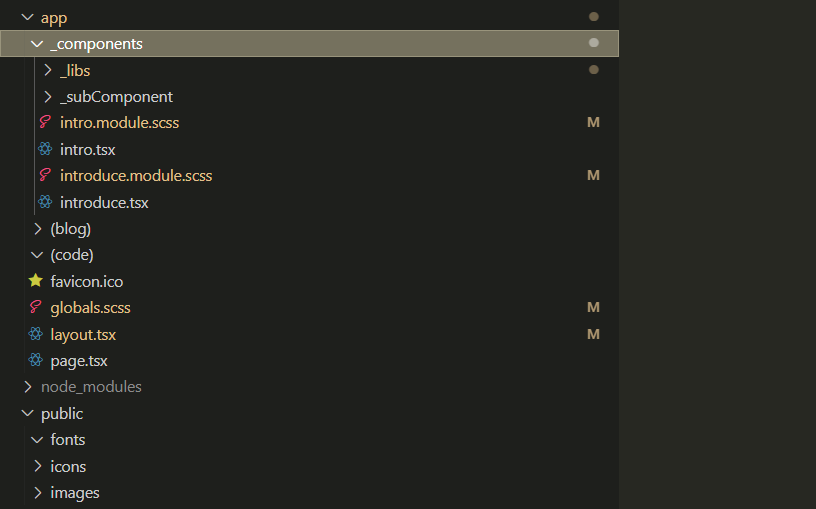 app
_components
_libs
_subComponent
intro.module.scss M
intro.tsx
introduce.module.scss M
introduce.tsx
(blog)
(code)
favicon.ico
globals.scss M
layout.tsx M
page.tsx
node_modules
public
fonts
icons
images